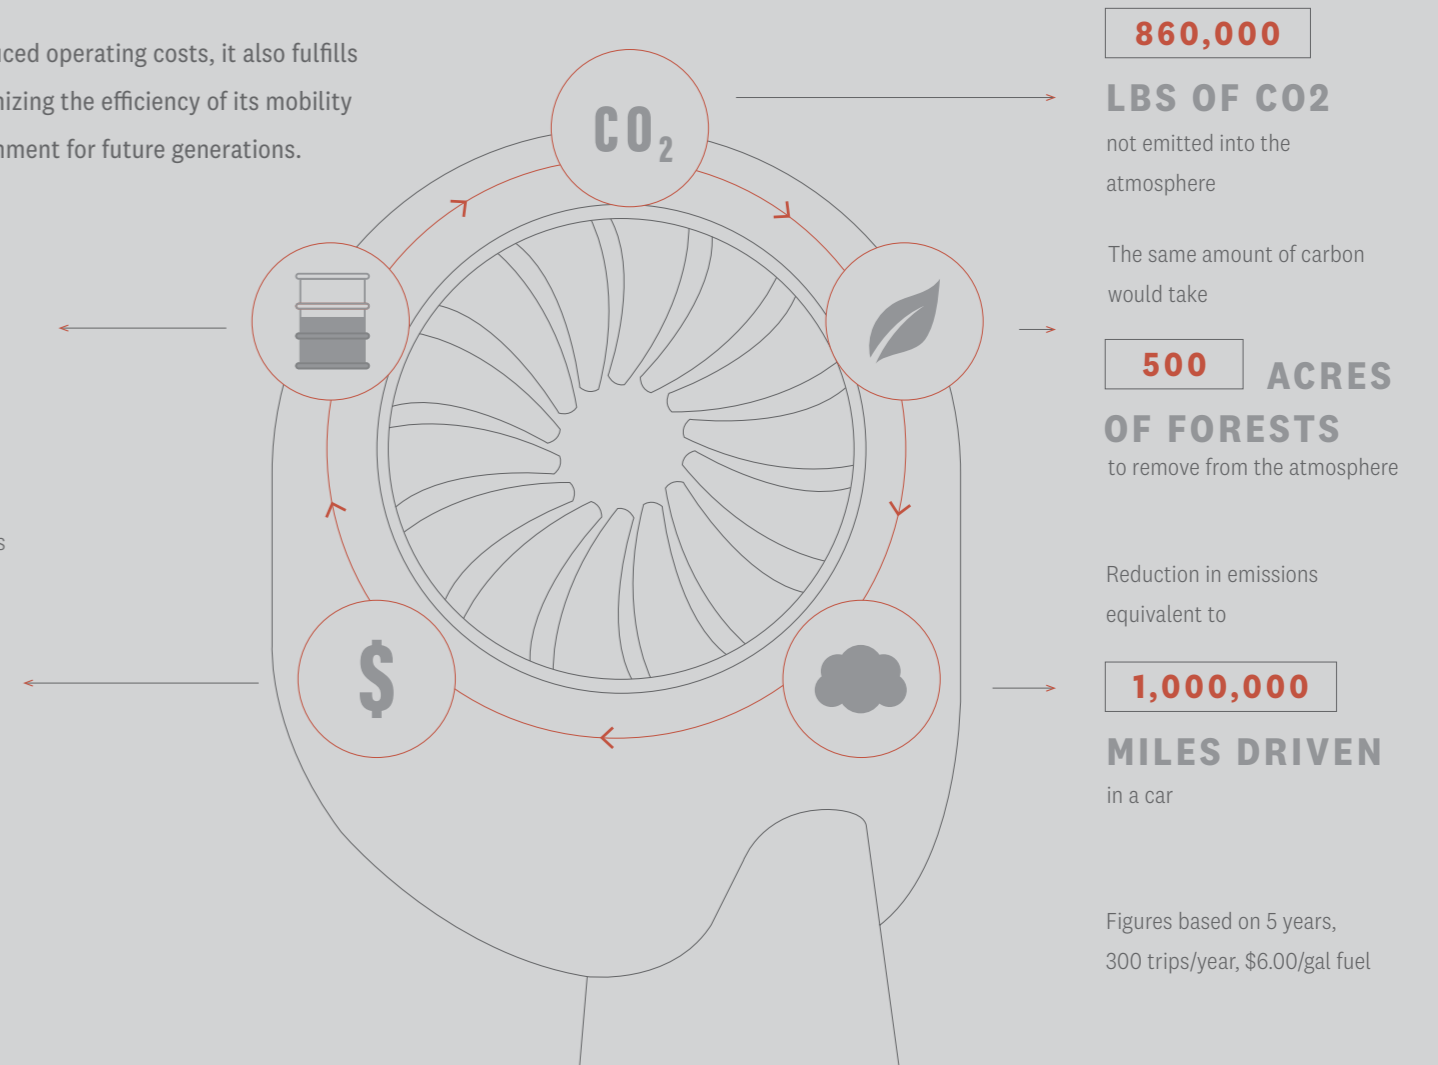 uced operating costs, it also fulfills
nizing the efficiency of its mobility
nment for future generations.
s
CO₂
$
860,000
LBS OF CO2
not emitted into the
atmosphere
The same amount of carbon
would take
500 ACRES
OF FORESTS
to remove from the atmosphere
Reduction in emissions
equivalent to
1,000,000
MILES DRIVEN
in a car
Figures based on 5 years,
300 trips/year, $6.00/gal fuel